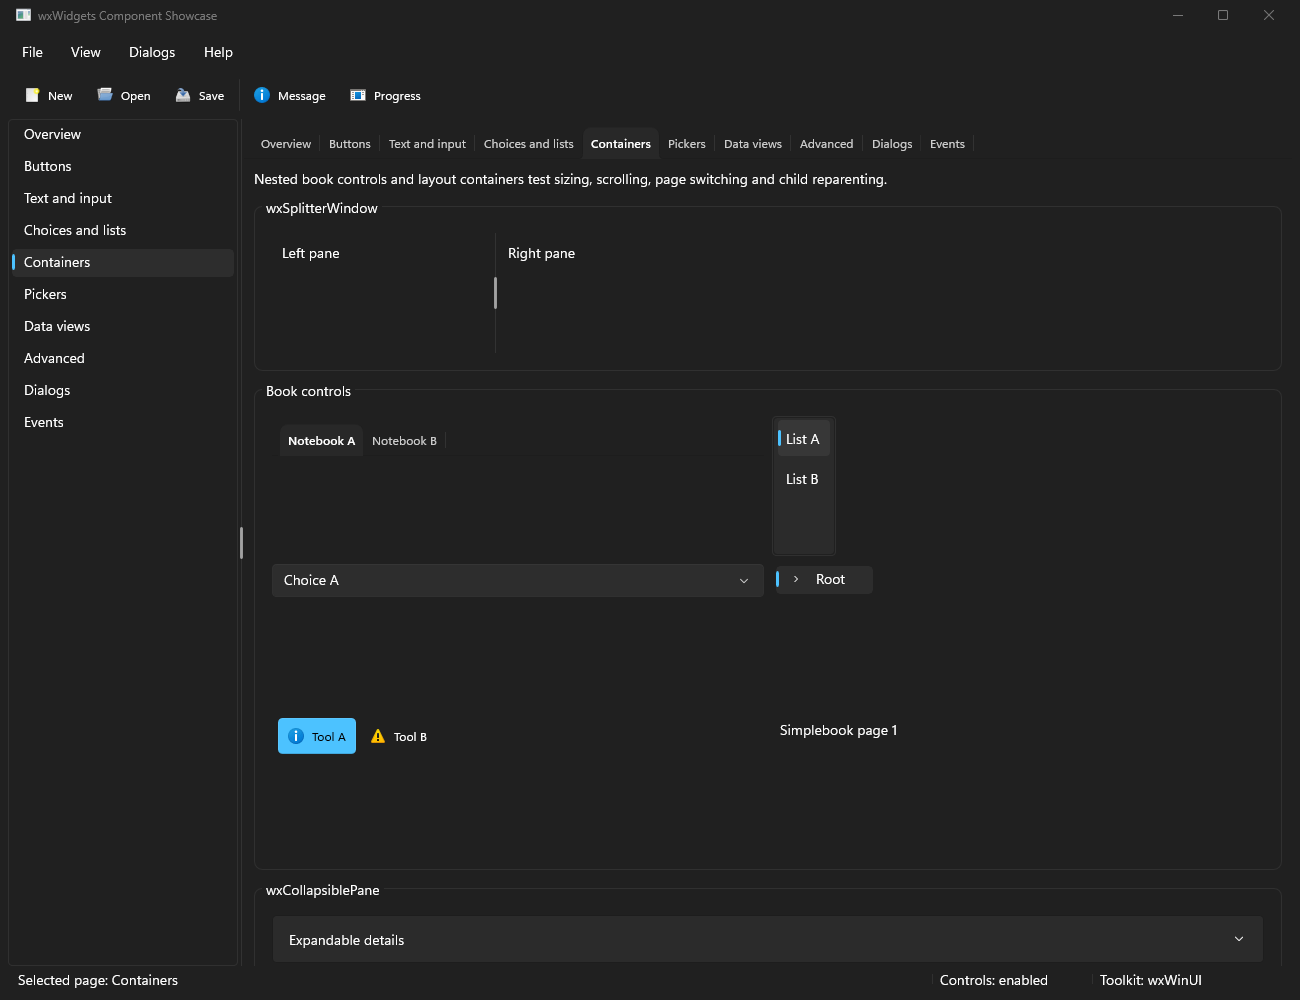 wxWidgets Component Showcase
File View Dialogs Help
New Open Save Message Progress
Overview
Buttons
Text and input
Choices and lists
Containers
Pickers
Data views
Advanced
Dialogs
Events
Overview Buttons Text and input Choices and lists Containers Pickers Data views Advanced Dialogs Events
Nested book controls and layout containers test sizing, scrolling, page switching and child reparenting.
wxSplitterWindow
Left pane Right pane
Book controls
Notebook A Notebook B
List A
List B
Choice A
Root
Tool A Tool B
Simplebook page 1
wxCollapsiblePane
Expandable details
Selected page: Containers Controls: enabled Toolkit: wxWinUI